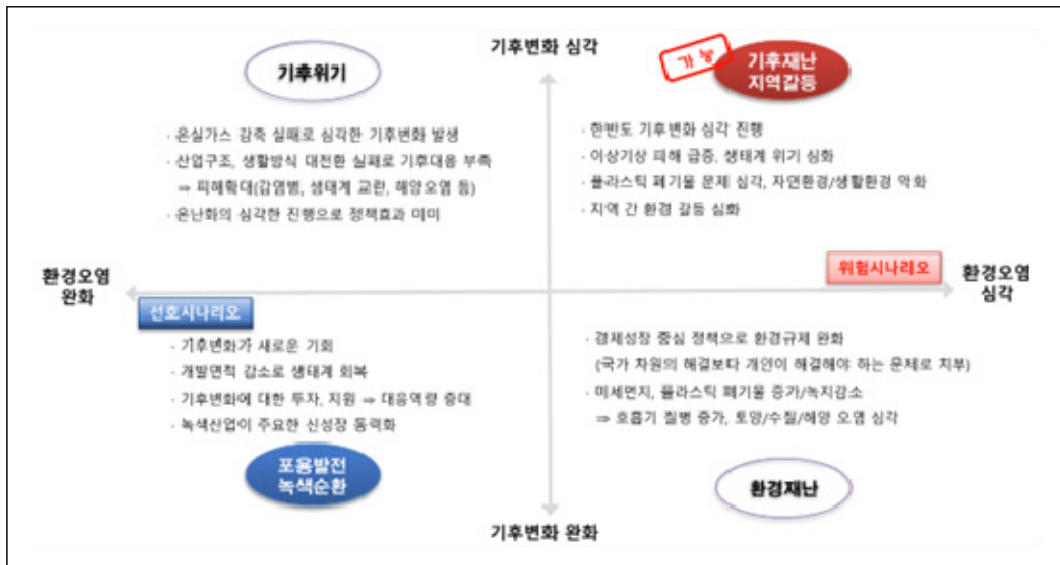 기후변화 심각
기후위기
· 온실가스 감축 실패로 심각한 기후변화 발생
· 산업구조, 생활방식 대전환 실패로 기후대응 부족
⇒ 피해확대(감염병, 생태계 교란, 해양오염 등)
· 온난화의 심각한 진행으로 정책효과 미미
가능
기후재난
지역갈등
· 한반도 기후변화 심각 진행
· 이상기상 피해 급증, 생태계 위기 심화
· 플라스틱 폐기물 문제 심각, 자연환경/생활환경 악화
· 지역 간 환경 갈등 심화
환경오염
완화
위험시나리오
환경오염
심각
선호시나리오
· 기후변화가 새로운 기회
· 개발면적 감소로 생태계 회복
· 기후변화에 대한 투자, 지원 ⇒ 대응역량 증대
· 녹색산업이 주요한 신성장 동력화
포용발전
녹색순환
· 경제성장 중심 정책으로 환경규제 완화
(국가 차원의 해결보다 개인이 해결해야 하는 문제로 치부)
· 미세먼지, 플라스틱 폐기물 증가/녹지감소
⇒ 호흡기 질병 증가, 토양/수질/해양 오염 심각
환경재난
기후변화 완화